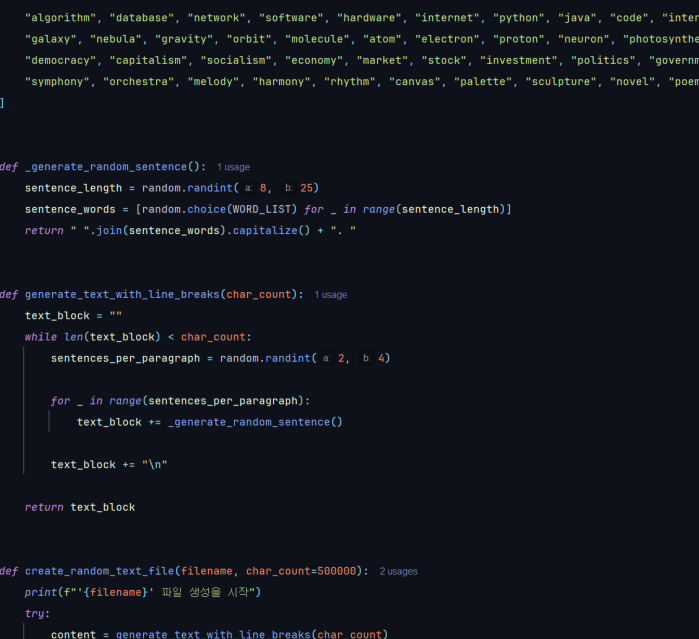 "algorithm", "database", "network", "software", "hardware", "internet", "python", "java", "code",
"galaxy", "nebula", "gravity", "orbit", "molecule", "atom", "electron", "proton", "neuron",
"democracy", "capitalism", "socialism", "economy", "market", "stock", "investment", "politics",
"symphony", "orchestra", "melody", "harmony", "rhythm", "canvas", "palette", "sculpture", "novel",
]
def _generate_random_sentence(): 1 usage
sentence_length = random.randint( a: 8, b: 25)
sentence_words = [random.choice(WORD_LIST) for _ in range(sentence_length)]
return " ".join(sentence_words).capitalize() + ". "
def generate_text_with_line_breaks(char_count): 1 usage
text_block = ""
while len(text_block) < char_count:
sentences_per_paragraph = random.randint( a: 2, b: 4)
for _ in range(sentences_per_paragraph):
text_block += _generate_random_sentence()
text_block += "\n"
return text_block
def create_random_text_file(filename, char_count=500000): 2 usages
print(f"'{filename}' 파일 생성을 시작")
try:
content = generate_text_with_line_breaks(char_count)